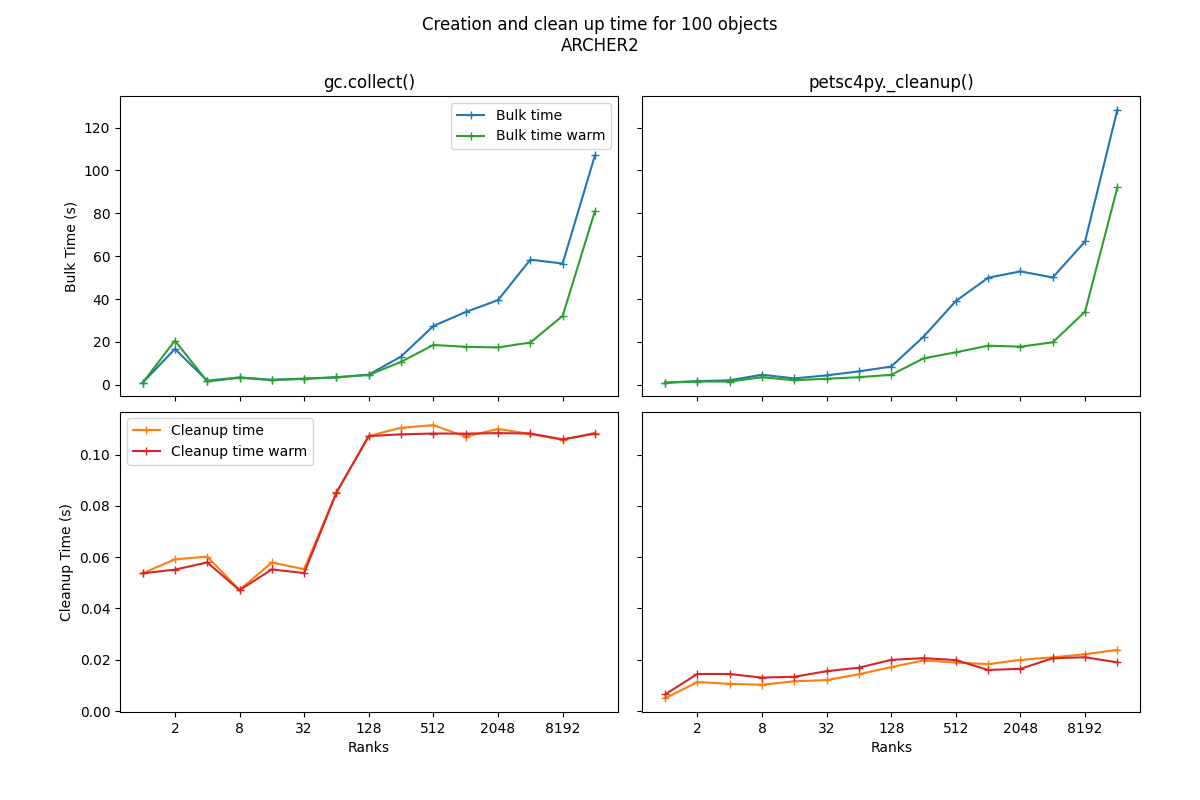 Creation and clean up time for 100 objects
ARCHER2
gc.collect()
petsc4py._cleanup()
Bulk time
Bulk time warm
Bulk Time (s)
120
100
80
60
40
20
0
Cleanup time
Cleanup time warm
Cleanup Time (s)
0.10
0.08
0.06
0.04
0.02
0.00
2 8 32 128 512 2048 8192
Ranks
2 8 32 128 512 2048 8192
Ranks